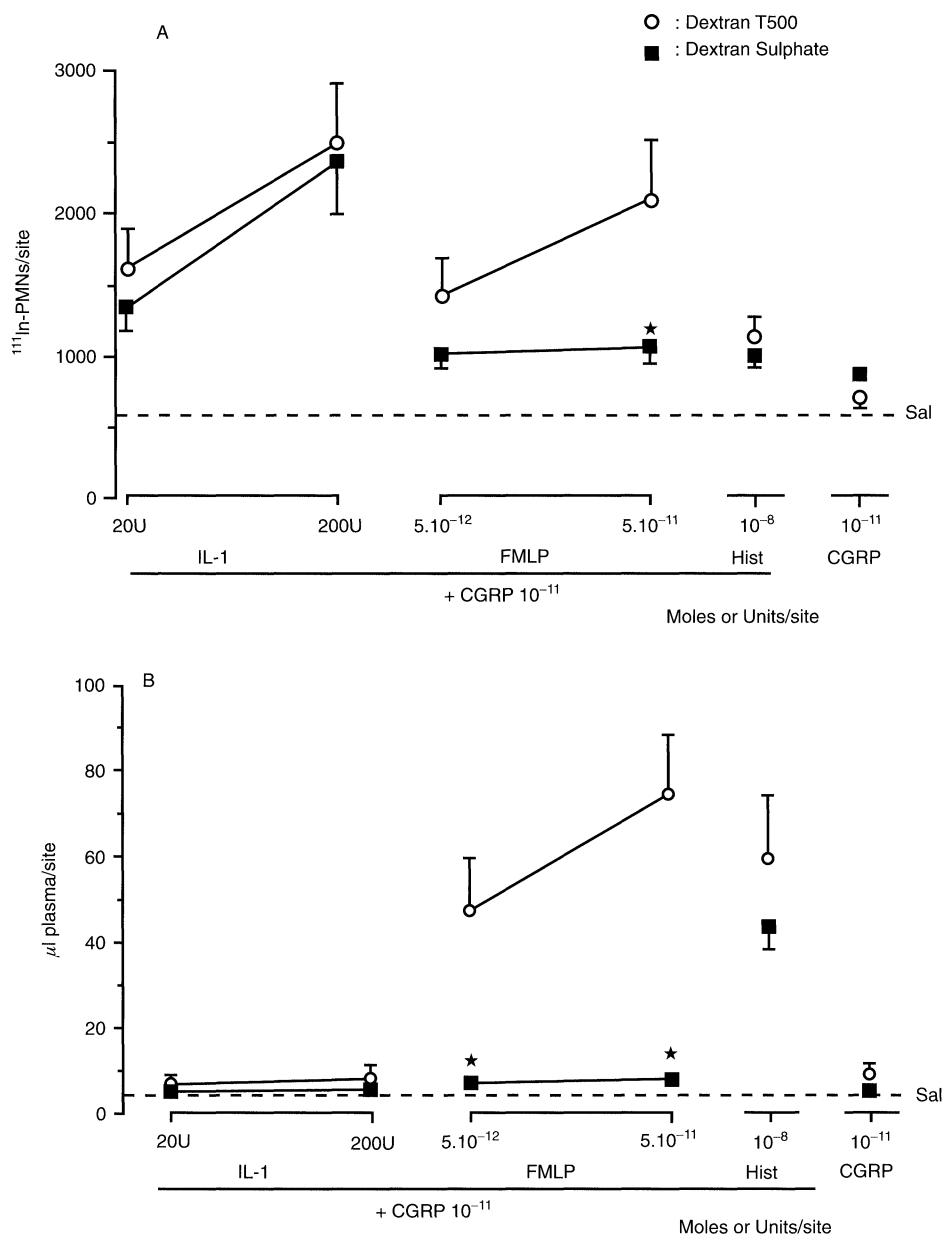 A
: Dextran T500
: Dextran Sulphate
3000
2000
1000
0
¹¹¹In-PMNs/site
Sal
20U 200U 5.10⁻¹² 5.10⁻¹¹ 10⁻⁸ 10⁻¹¹
IL-1 FMLP Hist CGRP
+ CGRP 10⁻¹¹
Moles or Units/site
B
100
80
60
40
20
0
µl plasma/site
Sal
20U 200U 5.10⁻¹² 5.10⁻¹¹ 10⁻⁸ 10⁻¹¹
IL-1 FMLP Hist CGRP
+ CGRP 10⁻¹¹
Moles or Units/site